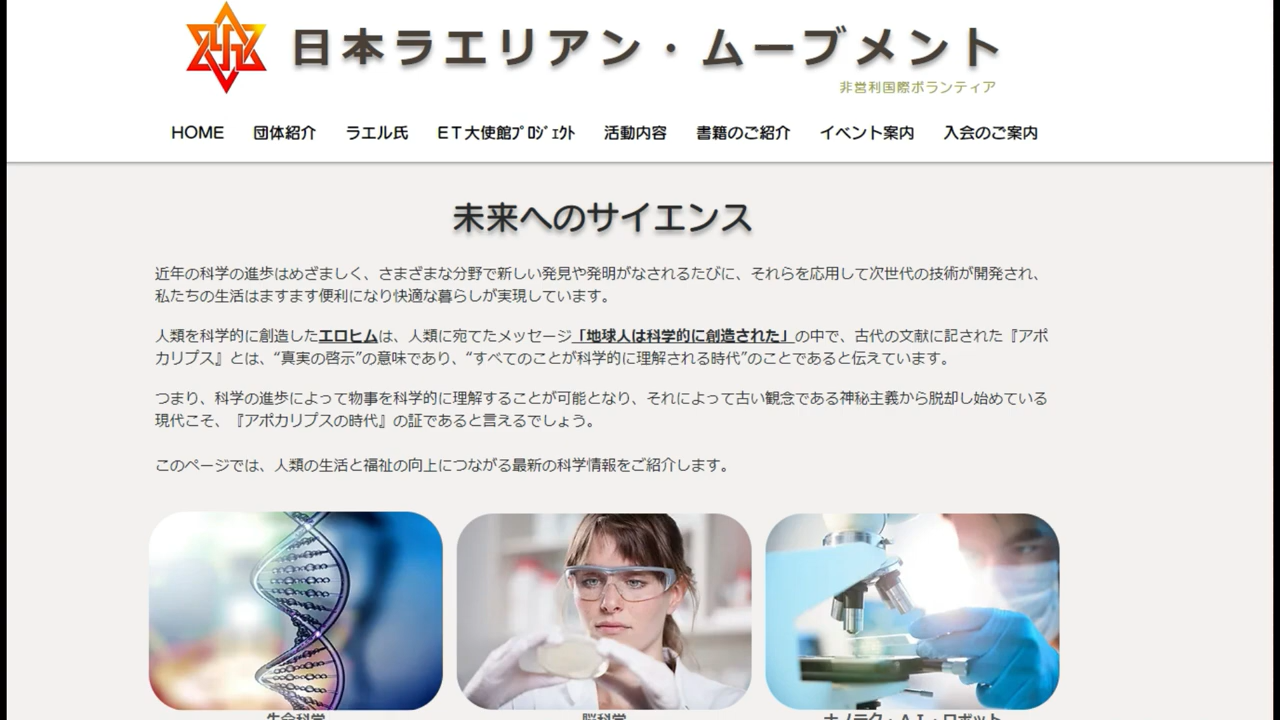 日本ラエリアン・ムーブメント
非営利国際ボランティア
HOME 団体紹介 ラエル氏 ＥＴ大使館ﾌﾟﾛｼﾞｪｸﾄ 活動内容 書籍のご紹介 イベント案内 入会のご案内
未来へのサイエンス
近年の科学の進歩はめざましく、さまざまな分野で新しい発見や発明がなされるたびに、それらを応用して次世代の技術が開発され、
私たちの生活はますます便利になり快適な暮らしが実現しています。
人類を科学的に創造したエロヒムは、人類に宛てたメッセージ「地球人は科学的に創造された」の中で、古代の文献に記された『アポ
カリプス』とは、“真実の啓示”の意味であり、“すべてのことが科学的に理解される時代”のことであると伝えています。
つまり、科学の進歩によって物事を科学的に理解することが可能となり、それによって古い観念である神秘主義から脱却し始めている
現代こそ、『アポカリプスの時代』の証であると言えるでしょう。
このページでは、人類の生活と福祉の向上につながる最新の科学情報をご紹介します。
生命科学 脳科学 ナノテク・ＡＩ・ロボット